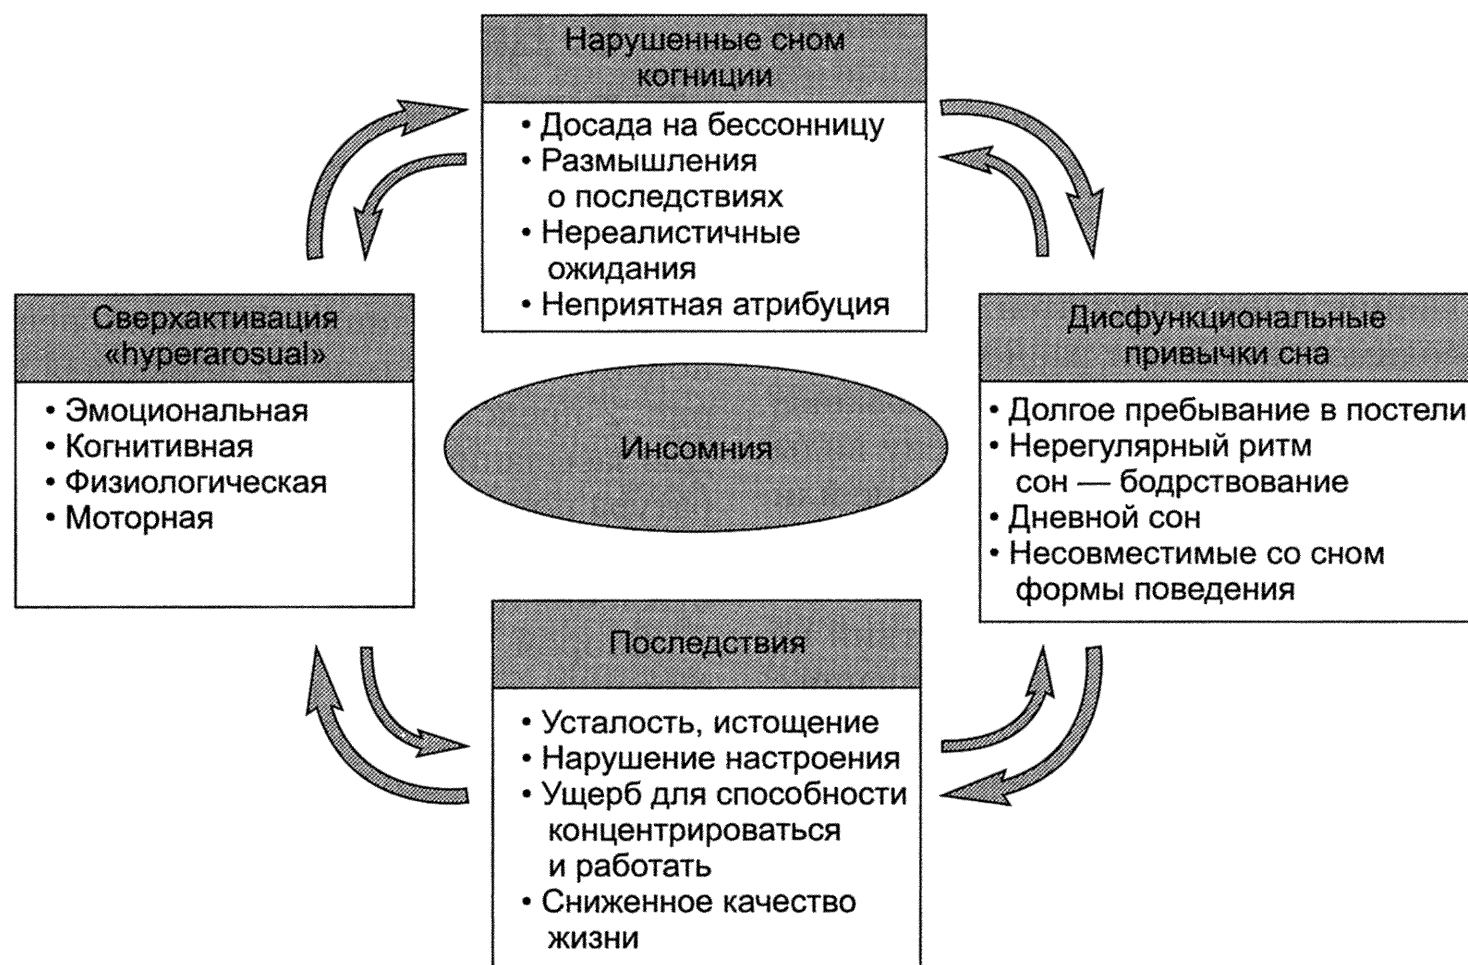 Нарушенные сном
когниции
• Досада на бессонницу
• Размышления
о последствиях
• Нереалистичные
ожидания
• Неприятная атрибуция
Сверхактивация
«hyperarosual»
• Эмоциональная
• Когнитивная
• Физиологическая
• Моторная
Инсомния
Дисфункциональные
привычки сна
• Долгое пребывание в постели
• Нерегулярный ритм
сон — бодрствование
• Дневной сон
• Несовместимые со сном
формы поведения
Последствия
• Усталость, истощение
• Нарушение настроения
• Ущерб для способности
концентрироваться
и работать
• Сниженное качество
жизни